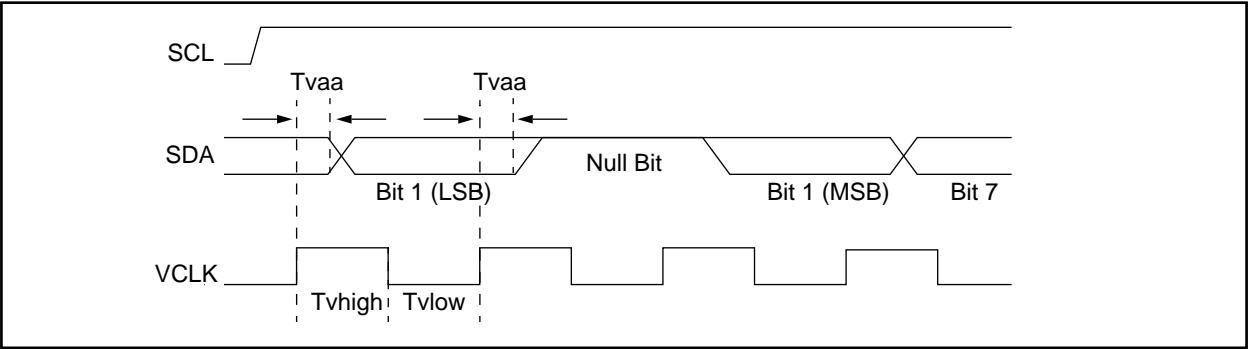 SCL
Tvaa Tvaa
SDA
Null Bit
Bit 1 (LSB) Bit 1 (MSB) Bit 7
VCLK
Tvhigh Tvlow